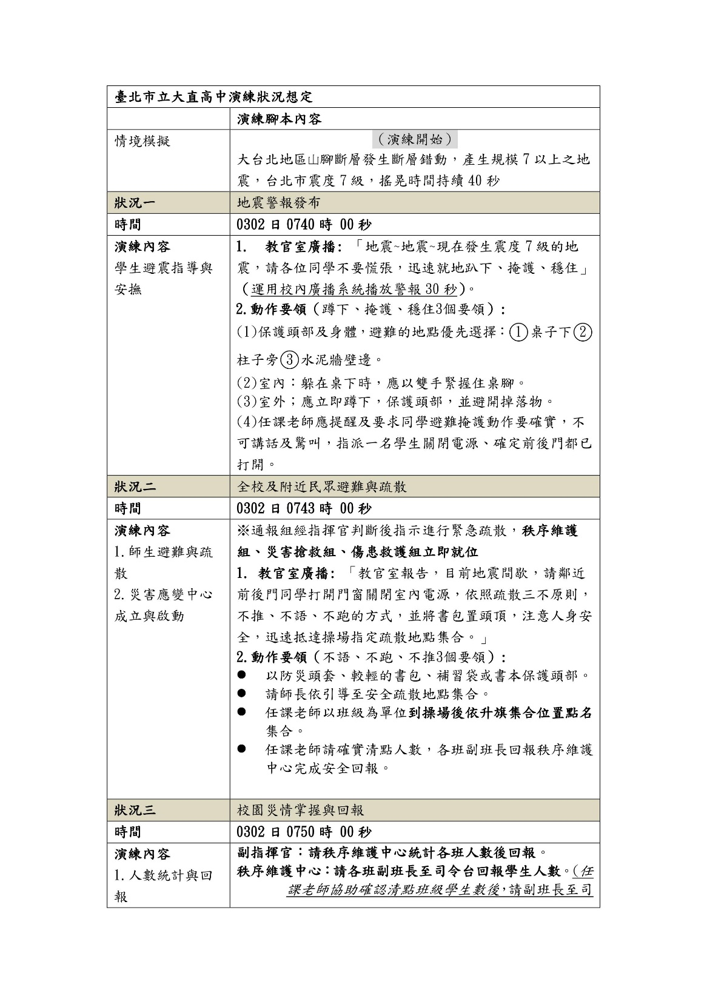 臺北市立大直高中演練狀況想定
演練腳本內容
情境模擬
（演練開始）
大台北地區山腳斷層發生斷層錯動，產生規模 7 以上之地
震，台北市震度 7 級，搖晃時間持續 40 秒
狀況一
地震警報發布
時間
0302 日 0740 時 00 秒
演練內容
學生避震指導與
安撫
1. 教官室廣播: 「地震~地震~現在發生震度 7 級的地
震，請各位同學不要慌張，迅速就地趴下、掩護、穩住」
（運用校內廣播系統播放警報 30 秒)。
2.動作要領（蹲下、掩護、穩住3個要領）:
(1)保護頭部及身體，避難的地點優先選擇：①桌子下②
柱子旁③水泥牆壁邊。
(2)室內：躲在桌下時，應以雙手緊握住桌腳。
(3)室外；應立即蹲下，保護頭部，並避開掉落物。
(4)任課老師應提醒及要求同學避難掩護動作要確實，不
可講話及驚叫，指派一名學生關閉電源、確定前後門都已
打開。
狀況二
全校及附近民眾避難與疏散
時間
0302 日 0743 時 00 秒
演練內容
1.師生避難與疏
散
2.災害應變中心
成立與啟動
※通報組經指揮官判斷後指示進行緊急疏散，秩序維護
組、災害搶救組、傷患救護組立即就位
1. 教官室廣播: 「教官室報告，目前地震間歇，請鄰近
前後門同學打開門窗關閉室內電源，依照疏散三不原則，
不推、不語、不跑的方式，並將書包置頭頂，注意人身安
全，迅速抵達操場指定疏散地點集合。」
2.動作要領（不語、不跑、不推3個要領）:
● 以防災頭套、較輕的書包、補習袋或書本保護頭部。
● 請師長依引導至安全疏散地點集合。
● 任課老師以班級為單位到操場後依升旗集合位置點名
集合。
● 任課老師請確實清點人數，各班副班長回報秩序維護
中心完成安全回報。
狀況三
校園災情掌握與回報
時間
0302 日 0750 時 00 秒
演練內容
1.人數統計與回
報
副指揮官：請秩序維護中心統計各班人數後回報。
秩序維護中心：請各班副班長至司令台回報學生人數。(任
課老師協助確認清點班級學生數後，請副班長至司